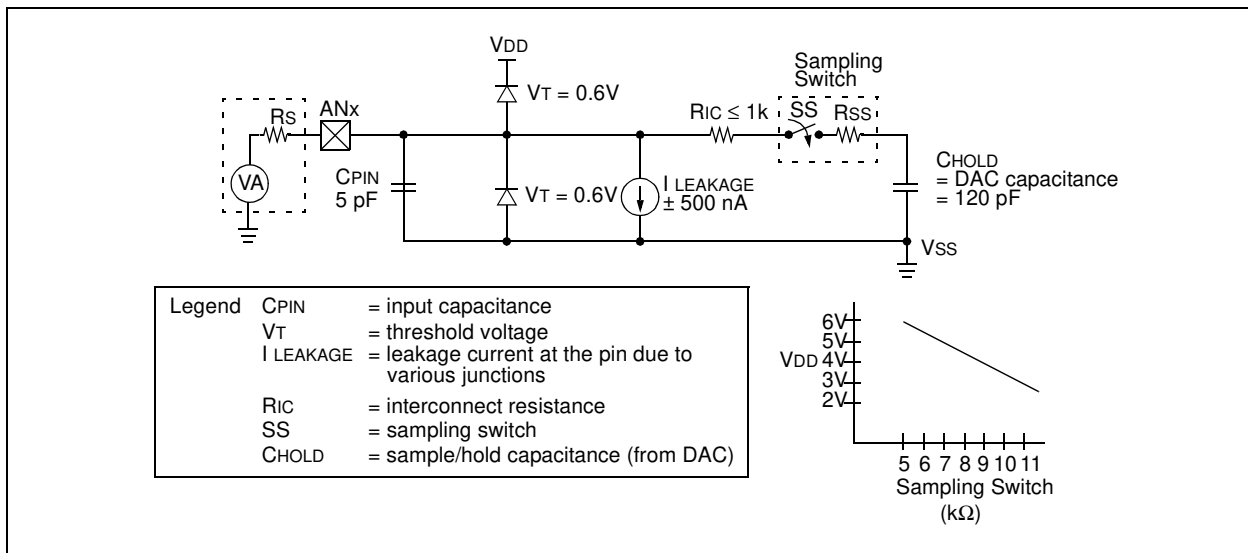 VDD
VT = 0.6V
Sampling
Switch
RS
ANx
RIC ≤ 1k
SS
RSS
VA
CPIN
5 pF
VT = 0.6V
I LEAKAGE
± 500 nA
CHOLD
= DAC capacitance
= 120 pF
VSS
Legend CPIN = input capacitance
VT = threshold voltage
I LEAKAGE = leakage current at the pin due to
various junctions
RIC = interconnect resistance
SS = sampling switch
CHOLD = sample/hold capacitance (from DAC)
6V
5V
VDD 4V
3V
2V
5 6 7 8 9 10 11
Sampling Switch
(kΩ)